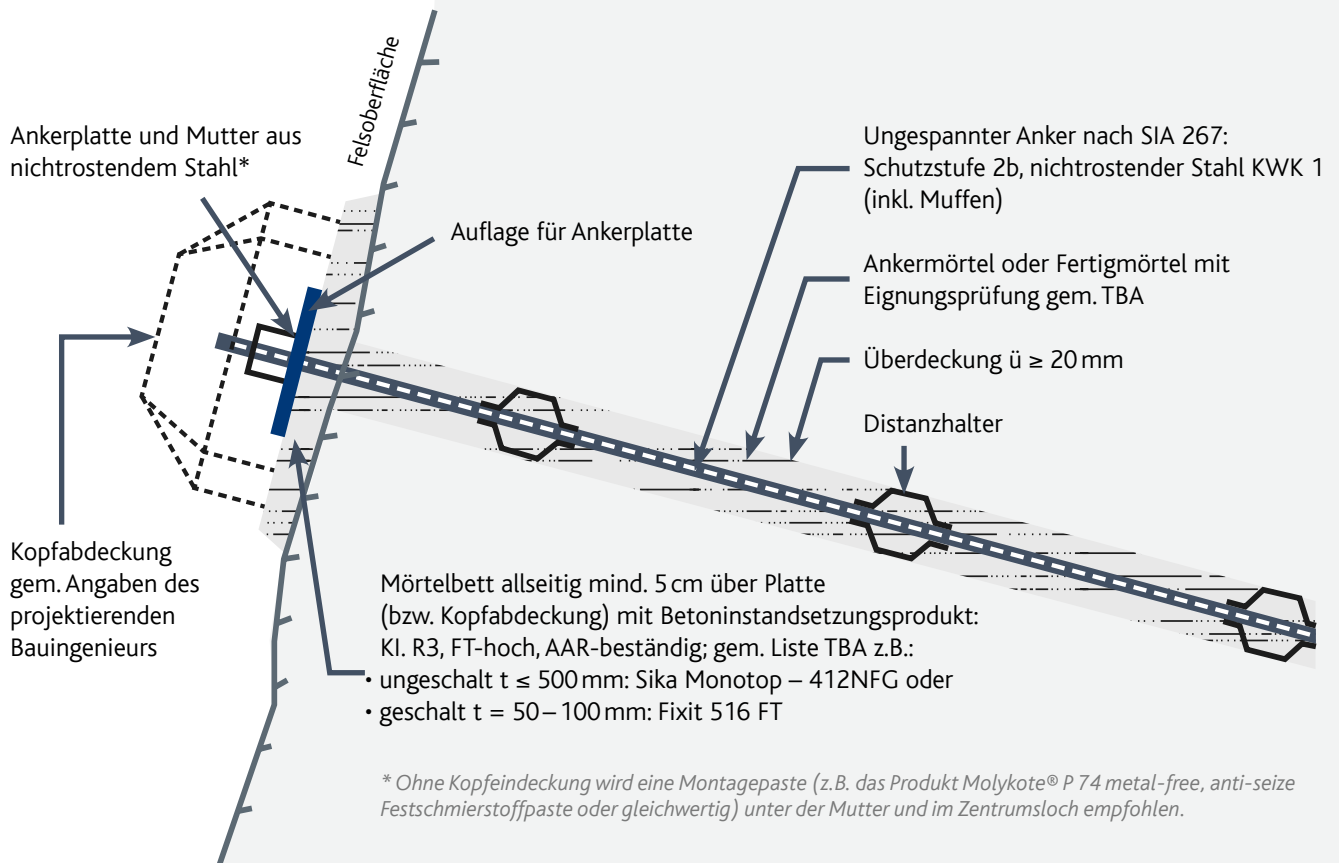 Felsoberfläche
Ankerplatte und Mutter aus
nichtrostendem Stahl*
Ungespannter Anker nach SIA 267:
Schutzstufe 2b, nichtrostender Stahl KWK 1
(inkl. Muffen)
Auflage für Ankerplatte
Ankermörtel oder Fertigmörtel mit
Eignungsprüfung gem. TBA
Überdeckung ü ≥ 20 mm
Distanzhalter
Kopfabdeckung
gem. Angaben des
projektierenden
Bauingenieurs
Mörtelbett allseitig mind. 5 cm über Platte
(bzw. Kopfabdeckung) mit Betoninstandsetzungsprodukt:
KI. R3, FT-hoch, AAR-beständig; gem. Liste TBA z.B.:
• ungeschalt t ≤ 500 mm: Sika Monotop – 412NFG oder
• geschalt t = 50 – 100 mm: Fixit 516 FT
* Ohne Kopfeindeckung wird eine Montagepaste (z.B. das Produkt Molykote® P 74 metal-free, anti-seize
Festschmierstoffpaste oder gleichwertig) unter der Mutter und im Zentrumsloch empfohlen.